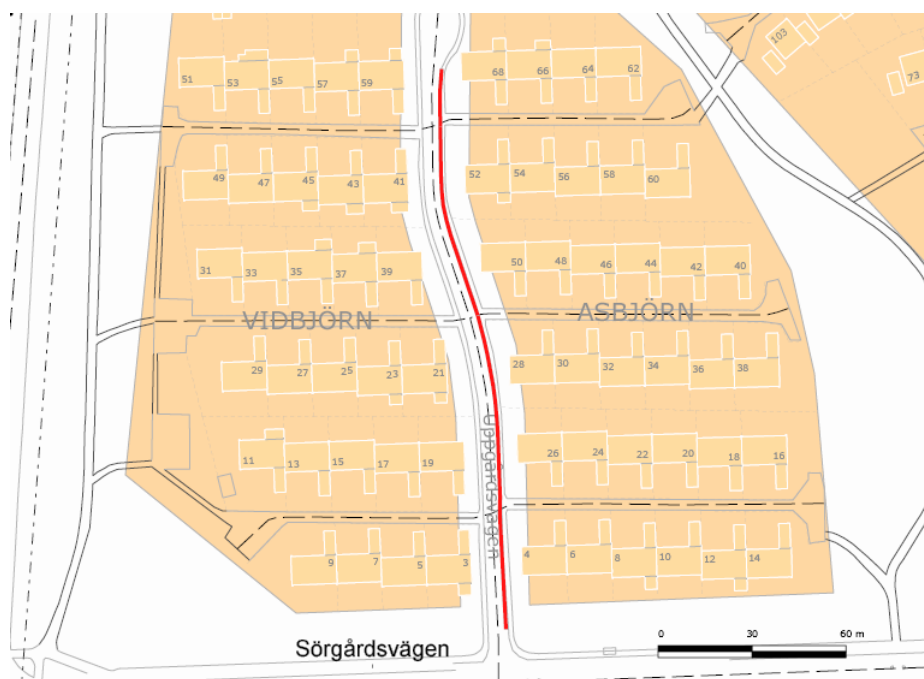 51 53 55 57 59
68 66 64 62
103
73
49 47 45 43 41
52 54 56 58 60
31 33 35 37 39
50 48 46 44 42 40
VIDBJÖRN
ASBJÖRN
29 27 25 23 21
28 30 32 34 36 38
Uppgårdsvägen
11 13 15 17 19
26 24 22 20 18 16
9 7 5 3
4 6 8 10 12 14
Sörgårdsvägen
0 30 60 m